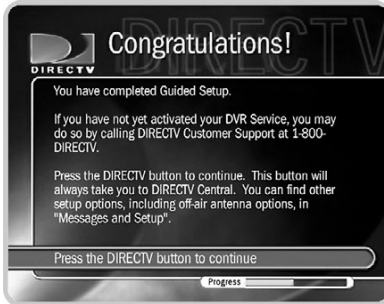 DIRECTV
Congratulations!
DIRECTV
You have completed Guided Setup.
If you have not yet activated your DVR Service, you may
do so by calling DIRECTV Customer Support at 1-800-
DIRECTV.
Press the DIRECTV button to continue. This button will
always take you to DIRECTV Central. You can find other
setup options, including off-air antenna options, in
"Messages and Setup".
Press the DIRECTV button to continue
Progress